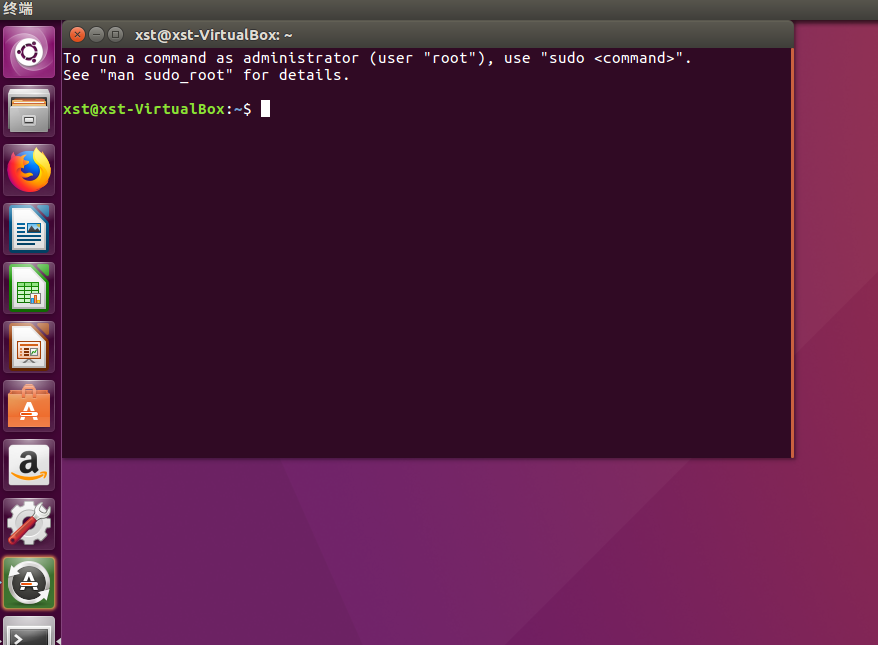 终端
xst@xst-VirtualBox: ~
To run a command as administrator (user "root"), use "sudo <command>".
See "man sudo_root" for details.
xst@xst-VirtualBox:~$